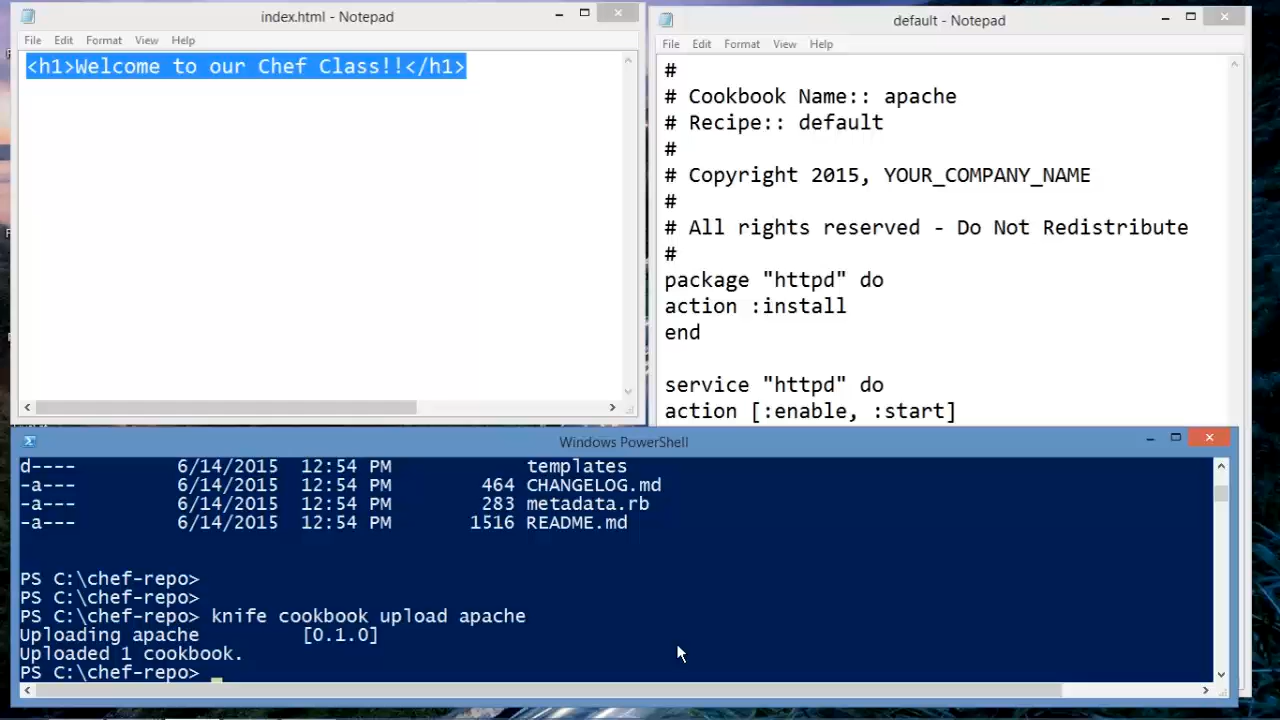 index.html - Notepad
File Edit Format View Help
<h1>Welcome to our Chef Class!!</h1>
default - Notepad
File Edit Format View Help
#
# Cookbook Name:: apache
# Recipe:: default
#
# Copyright 2015, YOUR_COMPANY_NAME
#
# All rights reserved - Do Not Redistribute
#
package "httpd" do
action :install
end
service "httpd" do
action [:enable, :start]
Windows PowerShell
d---- 6/14/2015 12:54 PM templates
-a--- 6/14/2015 12:54 PM 464 CHANGELOG.md
-a--- 6/14/2015 12:54 PM 283 metadata.rb
-a--- 6/14/2015 12:54 PM 1516 README.md
PS C:\chef-repo>
PS C:\chef-repo>
PS C:\chef-repo> knife cookbook upload apache
Uploading apache [0.1.0]
Uploaded 1 cookbook.
PS C:\chef-repo>